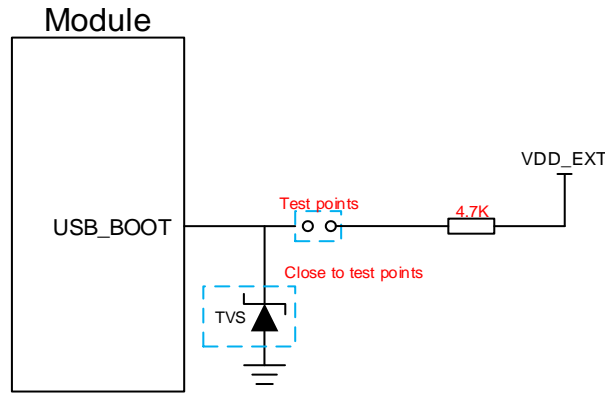 Module
VDD_EXT
Test points
4.7K
USB_BOOT
Close to test points
TVS